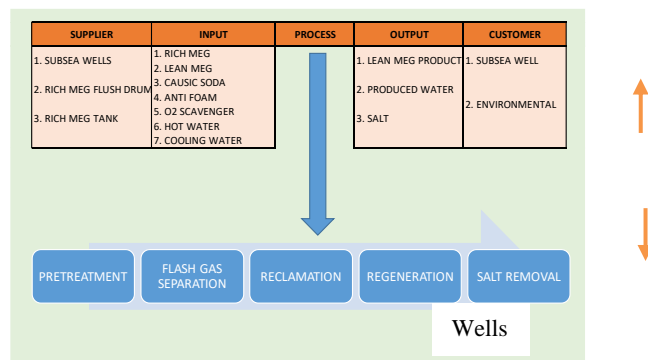 SUPPLIER INPUT PROCESS OUTPUT CUSTOMER
1. SUBSEA WELLS
2. RICH MEG FLUSH DRUM
3. RICH MEG TANK
1. RICH MEG
2. LEAN MEG
3. CAUSIC SODA
4. ANTI FOAM
5. O2 SCAVENGER
6. HOT WATER
7. COOLING WATER
1. LEAN MEG PRODUCT
2. PRODUCED WATER
3. SALT
1. SUBSEA WELL
2. ENVIRONMENTAL
PRETREATMENT
FLASH GAS
SEPARATION
RECLAMATION
REGENERATION
SALT REMOVAL
Wells